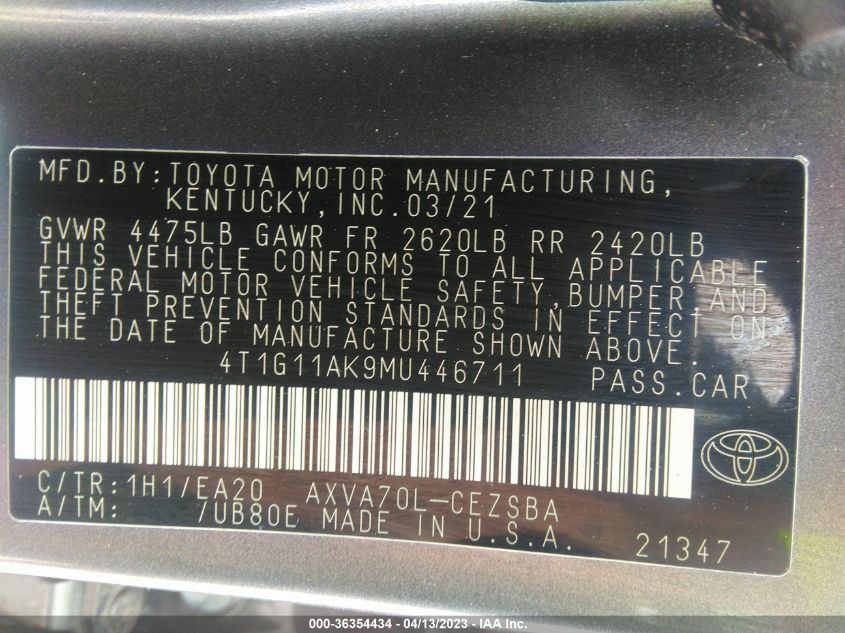 MFD.BY:TOYOTA MOTOR MANUFACTURING,
KENTUCKY,INC.03/21
GVWR 4475LB GAWR FR 2620LB RR 2420LB
THIS VEHICLE CONFORMS TO ALL APPLICABLE
FEDERAL MOTOR VEHICLE SAFETY,BUMPER,AND
THEFT PREVENTION STANDARDS IN EFFECT ON
THE DATE OF MANUFACTURE SHOWN ABOVE.
4T1G11AK9MU446711 PASS.CAR
C/TR:1H1/EA20 AXVA70L-CEZSBA
A/TM: /UB80E MADE IN U.S.A.
21347
000-36354434 - 04/13/2023 - IAA Inc.